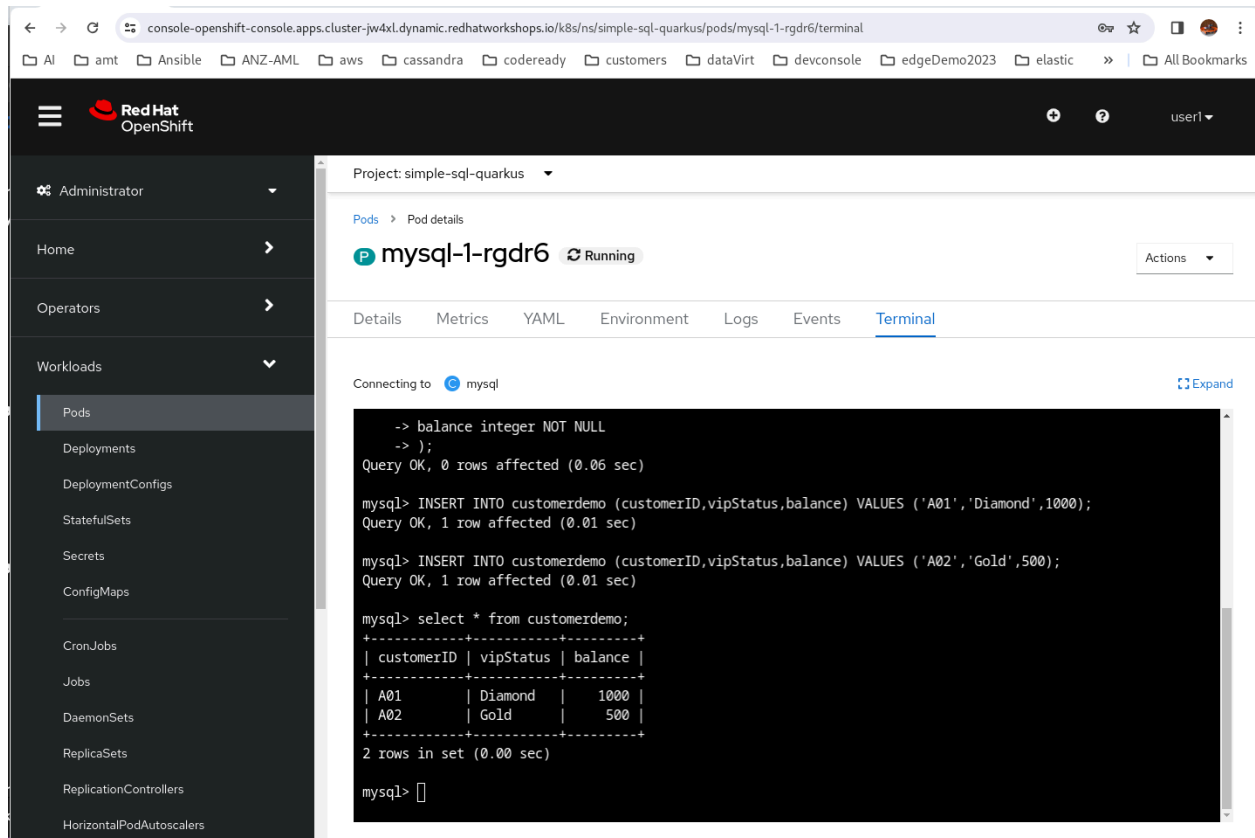 console-openshift-console.apps.cluster-jw4xl.dynamic.redhatworkshops.io/k8s/ns/simple-sql-quarkus/pods/mysql-1-rgdr6/terminal
AI amt Ansible ANZ-AML aws cassandra codeready customers dataVirt devconsole edgeDemo2023 elastic » All Bookmarks
Red Hat
OpenShift
user1
Administrator
Home
Operators
Workloads
Pods
Deployments
DeploymentConfigs
StatefulSets
Secrets
ConfigMaps
CronJobs
Jobs
DaemonSets
ReplicaSets
ReplicationControllers
HorizontalPodAutoscalers
Project: simple-sql-quarkus
Pods > Pod details
P mysql-1-rgdr6 Running
Actions
Details Metrics YAML Environment Logs Events Terminal
Connecting to C mysql
Expand
-> balance integer NOT NULL
-> );
Query OK, 0 rows affected (0.06 sec)
mysql> INSERT INTO customerdemo (customerID,vipStatus,balance) VALUES ('A01','Diamond',1000);
Query OK, 1 row affected (0.01 sec)
mysql> INSERT INTO customerdemo (customerID,vipStatus,balance) VALUES ('A02','Gold',500);
Query OK, 1 row affected (0.01 sec)
mysql> select * from customerdemo;
+------------+-----------+---------+
| customerID | vipStatus | balance |
+------------+-----------+---------+
| A01        | Diamond   |    1000 |
| A02        | Gold      |     500 |
+------------+-----------+---------+
2 rows in set (0.00 sec)
mysql>